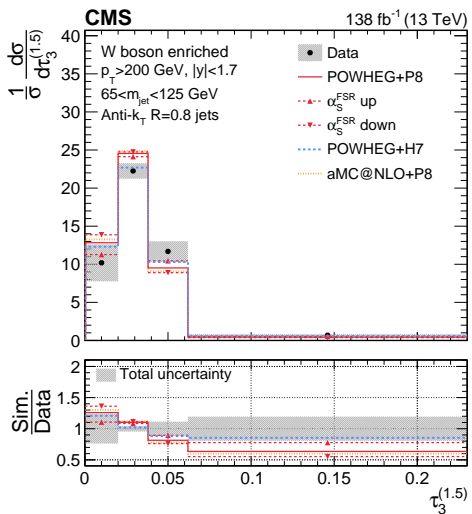 CMS 138 fb⁻¹ (13 TeV)
1/σ dσ/dτ₃^(1.5)
W boson enriched
p_T>200 GeV, |y|<1.7
65<m_jet<125 GeV
Anti-k_T R=0.8 jets
Data
POWHEG+P8
α_S^FSR up
α_S^FSR down
POWHEG+H7
aMC@NLO+P8
40
35
30
25
20
15
10
5
0
Sim./Data
Total uncertainty
2
1.5
1
0.5
0 0.05 0.1 0.15 0.2
τ₃^(1.5)